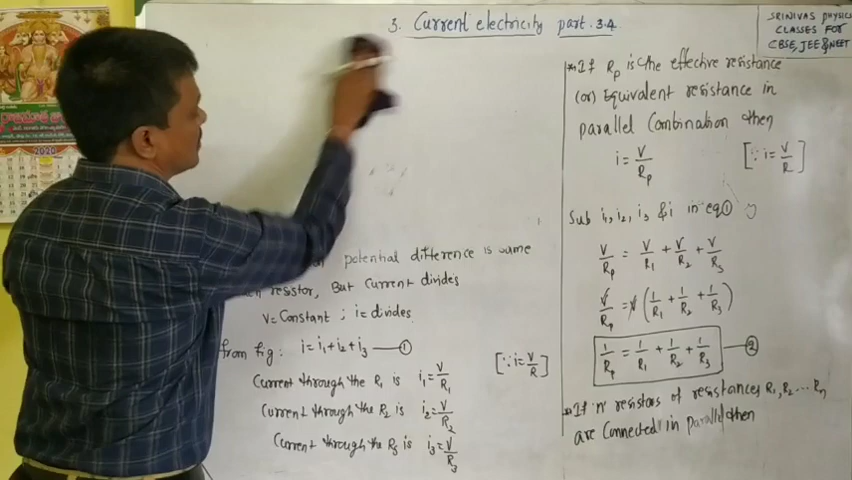 3. Current electricity part.3.4
SRINIVAS PHYSICS
CLASSES FOR
CBSE, JEE & NEET
2020
potential difference is same
resistor, But current divides
V=Constant ; i=divides
from fig: i=i₁+i₂+i₃ —①
Current through the R₁ is i₁=V/R₁
[∵ i=V/R]
Current through the R₂ is i₂=V/R₂
Current through the R₃ is i₃=V/R₃
* If Rp is the effective resistance
(or) Equivalent resistance in
parallel Combination then
i=V/Rp [∵ i=V/R]
Sub i₁, i₂, i₃ & i in eq①
V/Rp = V/R₁ + V/R₂ + V/R₃
V/Rp = V (1/R₁ + 1/R₂ + 1/R₃)
1/Rp = 1/R₁ + 1/R₂ + 1/R₃ —②
* If 'n' resistors of resistances R₁, R₂ ... Rn
are Connected in parallel then